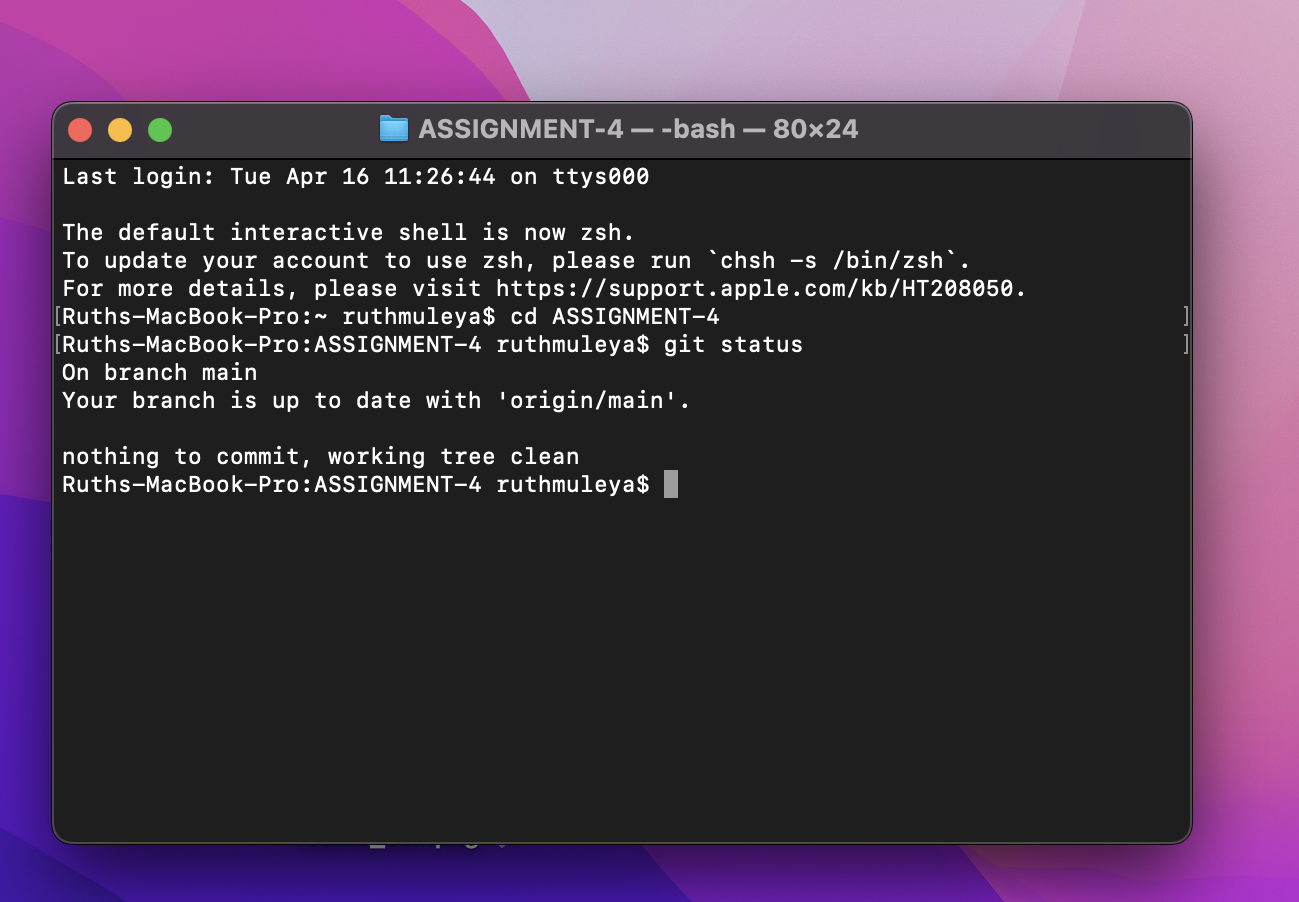 ASSIGNMENT-4 — -bash — 80×24
Last login: Tue Apr 16 11:26:44 on ttys000
The default interactive shell is now zsh.
To update your account to use zsh, please run `chsh -s /bin/zsh`.
For more details, please visit https://support.apple.com/kb/HT208050.
[Ruths-MacBook-Pro:~ ruthmuleya$ cd ASSIGNMENT-4 ]
[Ruths-MacBook-Pro:ASSIGNMENT-4 ruthmuleya$ git status ]
On branch main
Your branch is up to date with 'origin/main'.
nothing to commit, working tree clean
Ruths-MacBook-Pro:ASSIGNMENT-4 ruthmuleya$